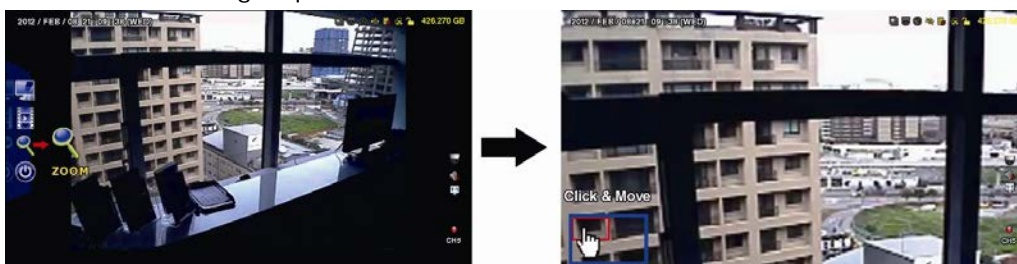 2012 / FEB / 08 21 : 09 : 38 (WED)
426.270 GB
ZOOM
CH5
2012 / FEB / 08 21 : 09 : 38 (WED)
Click & Move
CH5